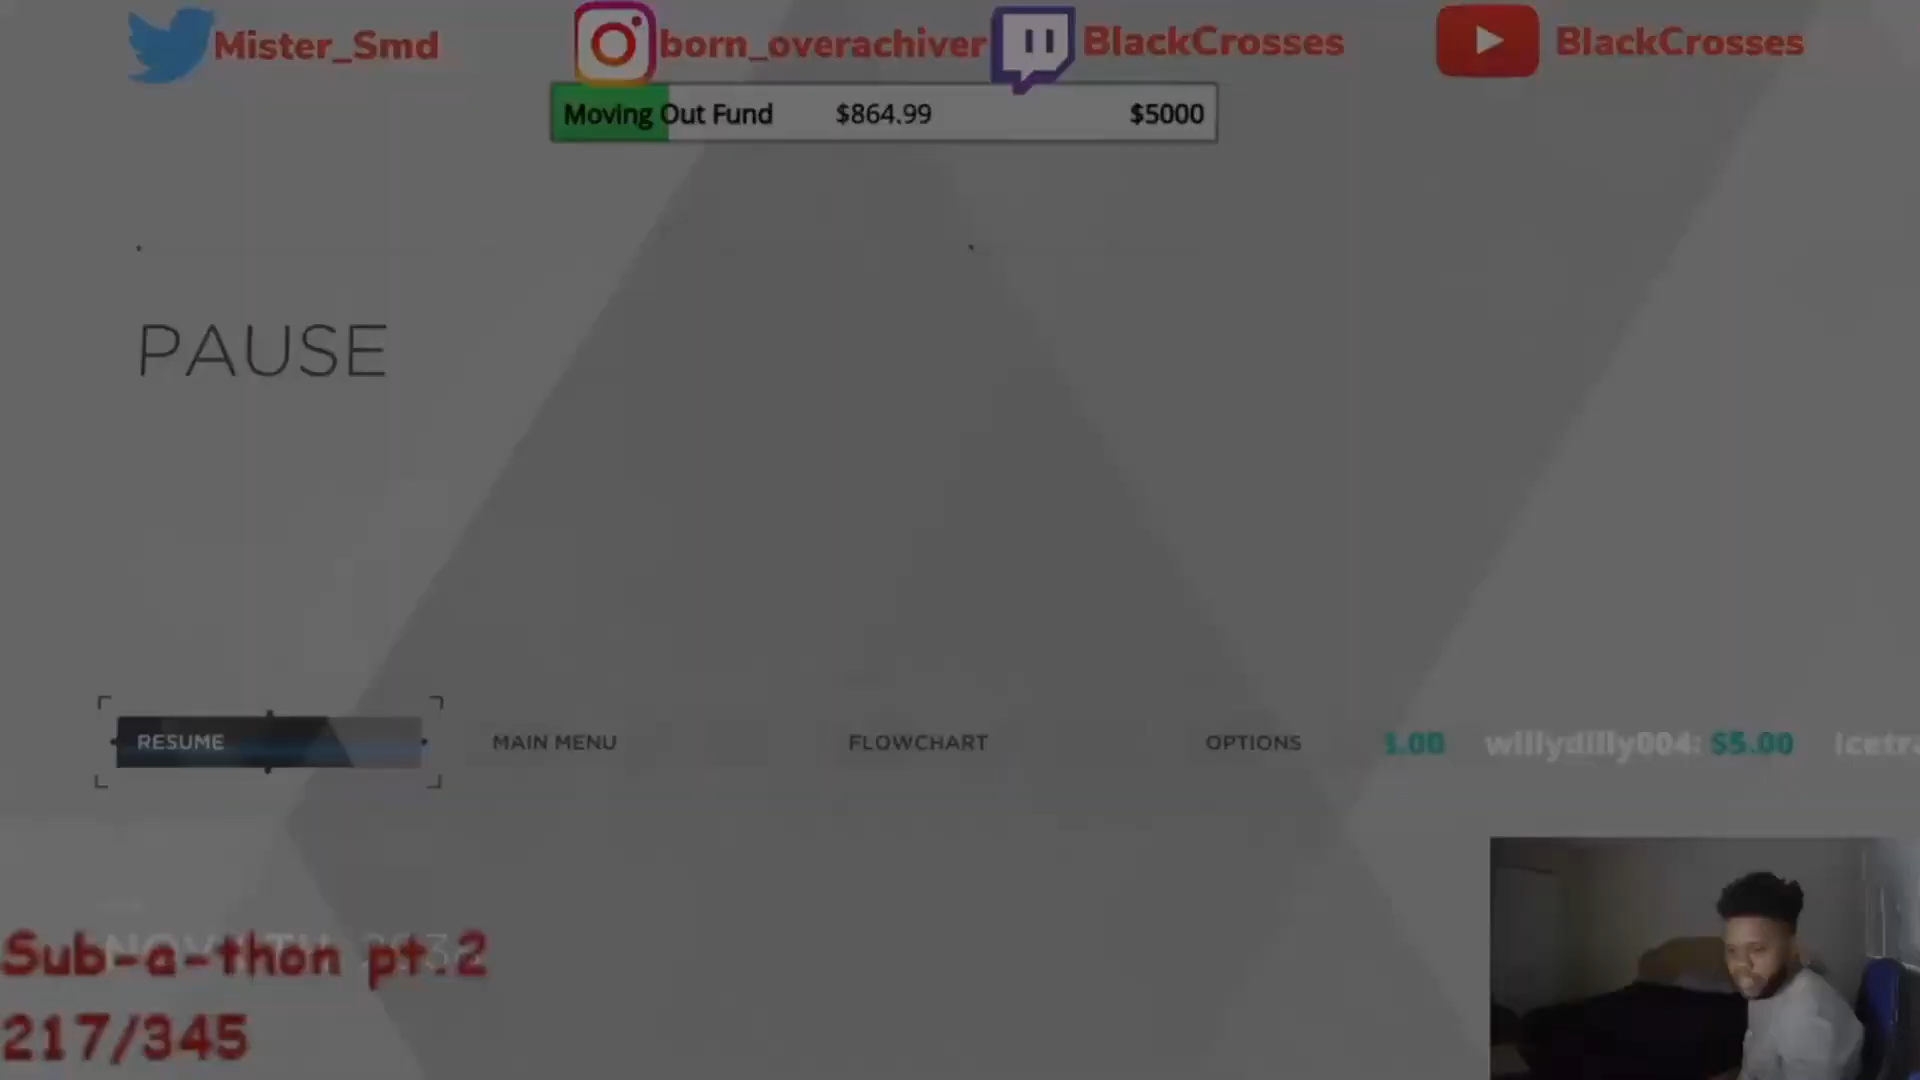 Mister_Smd
born_overachiver
BlackCrosses
BlackCrosses
Moving Out Fund $864.99 $5000
PAUSE
RESUME MAIN MENU FLOWCHART OPTIONS
$.00 willydilly004: $5.00
Sub-a-thon pt.2
217/345